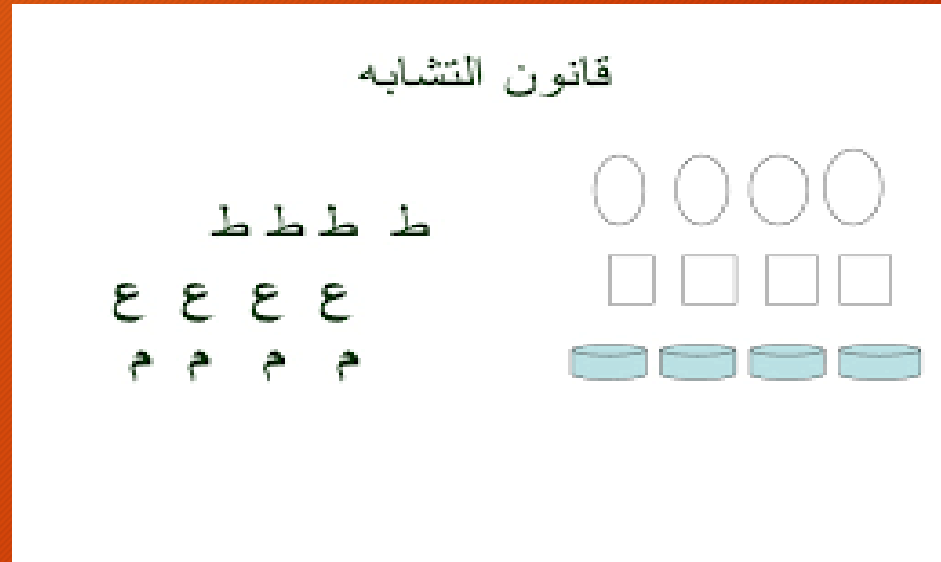 قانون التشابه
ط ط ط ط
ع ع ع ع
م م م م